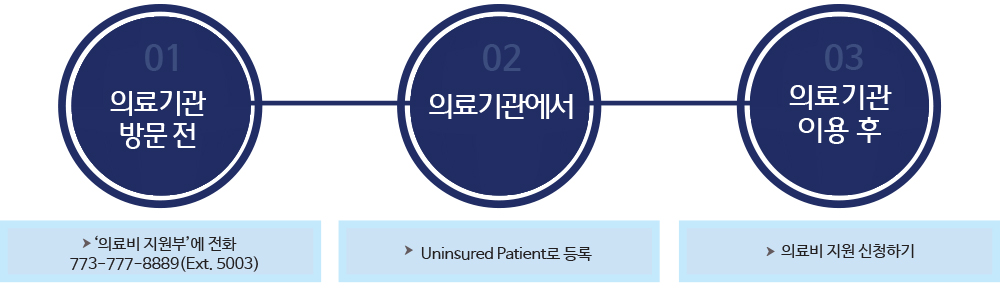 01
의료기관
방문 전
02
의료기관에서
03
의료기관
이용 후
‘의료비 지원부’에 전화
773-777-8889(Ext. 5003)
Uninsured Patient로 등록
의료비 지원 신청하기